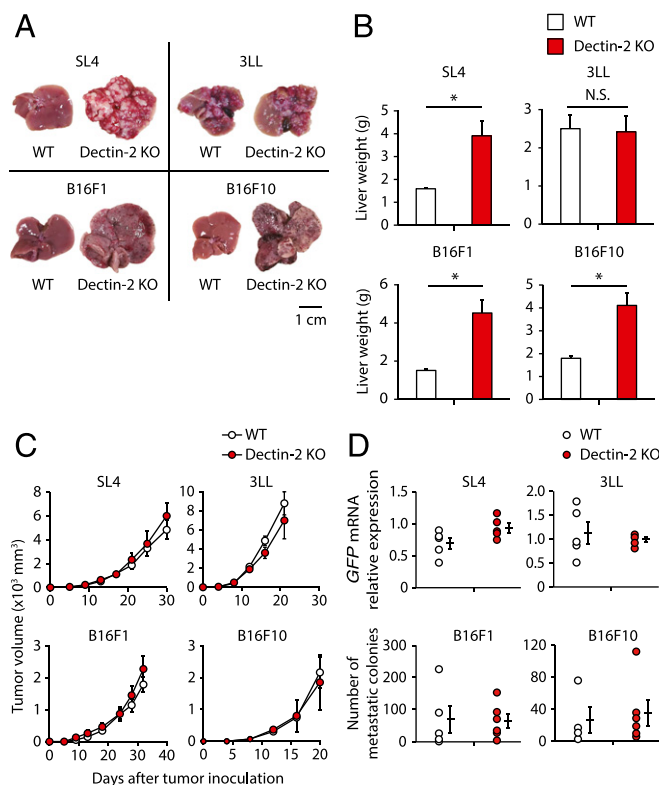 A
SL4
3LL
WT
Dectin-2 KO
WT
Dectin-2 KO
B16F1
B16F10
WT
Dectin-2 KO
WT
Dectin-2 KO
1 cm
B
WT
Dectin-2 KO
SL4
3LL
Liver weight (g)
5
4
3
2
1
0
*
3
2
1
0
N.S.
B16F1
B16F10
Liver weight (g)
6
4
2
0
*
5
4
3
2
1
0
*
C
WT
Dectin-2 KO
SL4
3LL
Tumor volume (x10³ mm³)
8
6
4
2
0
0 10 20 30
10
8
6
4
2
0
0 10 20 30
B16F1
B16F10
3
2
1
0
0 10 20 30 40
3
2
1
0
0 5 10 15 20
Days after tumor inoculation
D
WT
Dectin-2 KO
SL4
3LL
GFP mRNA
relative expression
1.5
1.0
0.5
0
2.0
1.5
1.0
0.5
0
B16F1
B16F10
Number of
metastatic colonies
300
200
100
0
120
80
40
0